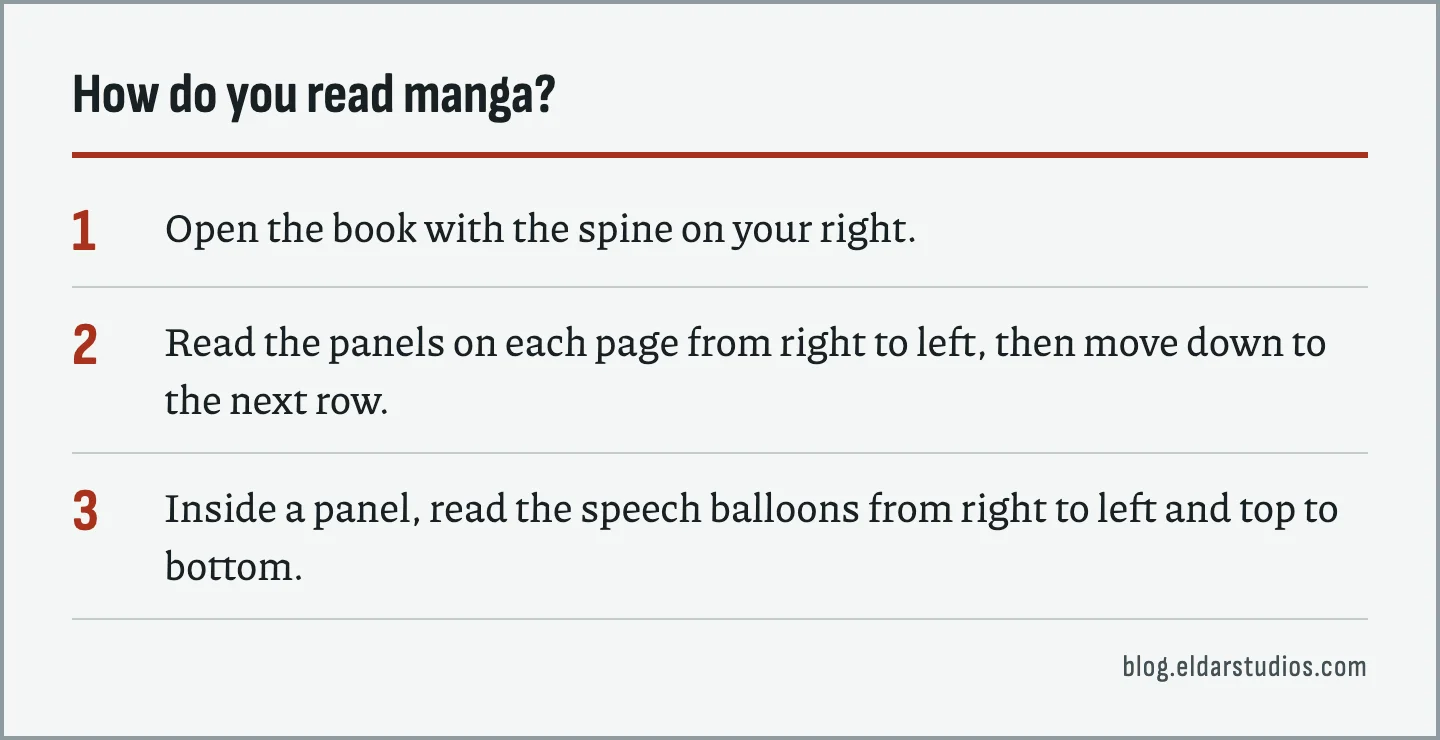 How do you read manga?
1 Open the book with the spine on your right.
2 Read the panels on each page from right to left, then move down to
the next row.
3 Inside a panel, read the speech balloons from right to left and top to
bottom.
blog.eldarstudios.com